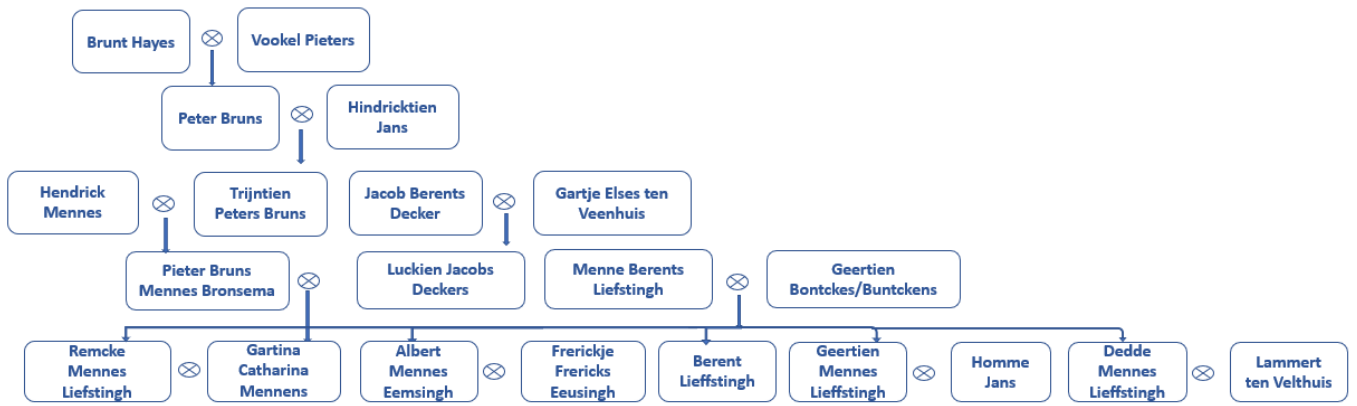 Brunt Hayes
Vookel Pieters
Peter Bruns
Hindricktien
Jans
Hendrick
Mennes
Trijntien
Peters Bruns
Jacob Berents
Decker
Gartje Elses ten
Veenhuis
Pieter Bruns
Mennes Bronsema
Luckien Jacobs
Deckers
Menne Berents
Liefstingh
Geertien
Bontckes/Buntckens
Remcke
Mennes
Liefstingh
Gartina
Catharina
Mennens
Albert
Mennes
Eemsingh
Frerickje
Frericks
Eeusingh
Berent
Lieffstingh
Geertien
Mennes
Lieffstingh
Homme
Jans
Dedde
Mennes
Lieffstingh
Lammert
ten Velthuis